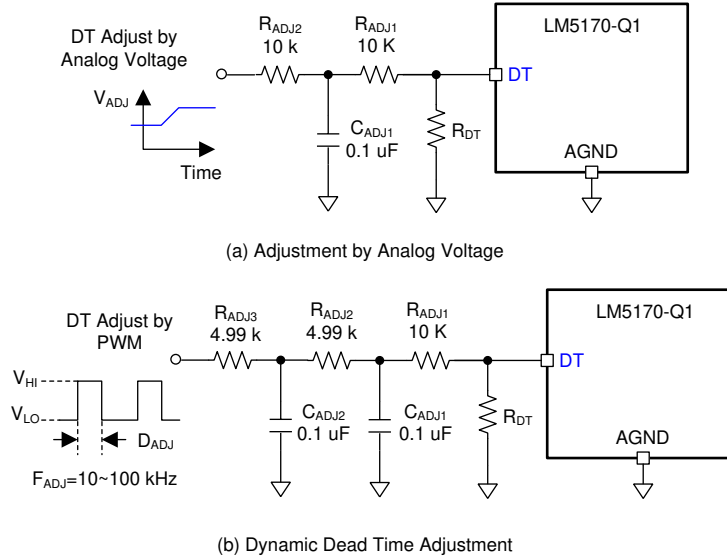 DT Adjust by
Analog Voltage
V_ADJ
Time
R_ADJ2
10 k
R_ADJ1
10 K
C_ADJ1
0.1 uF
R_DT
LM5170-Q1
DT
AGND
(a) Adjustment by Analog Voltage
DT Adjust by
PWM
V_HI
V_LO
D_ADJ
F_ADJ=10~100 kHz
R_ADJ3
4.99 k
R_ADJ2
4.99 k
R_ADJ1
10 K
C_ADJ2
0.1 uF
C_ADJ1
0.1 uF
R_DT
LM5170-Q1
DT
AGND
(b) Dynamic Dead Time Adjustment